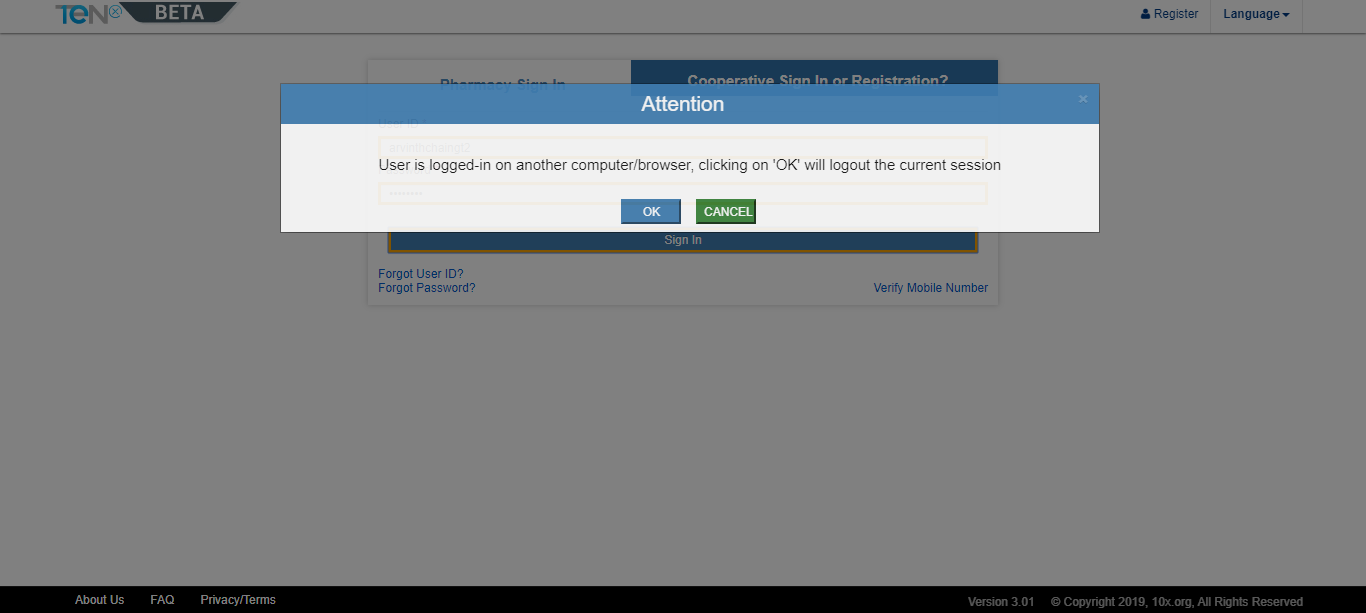 TeNⓧ BETA
Register Language
Pharmacy Sign In Cooperative Sign In or Registration?
Attention ×
User ID *
User is logged-in on another computer/browser, clicking on 'OK' will logout the current session
OK CANCEL
Sign In
Forgot User ID?
Forgot Password? Verify Mobile Number
About Us FAQ Privacy/Terms Version 3.01 © Copyright 2019, 10x.org, All Rights Reserved